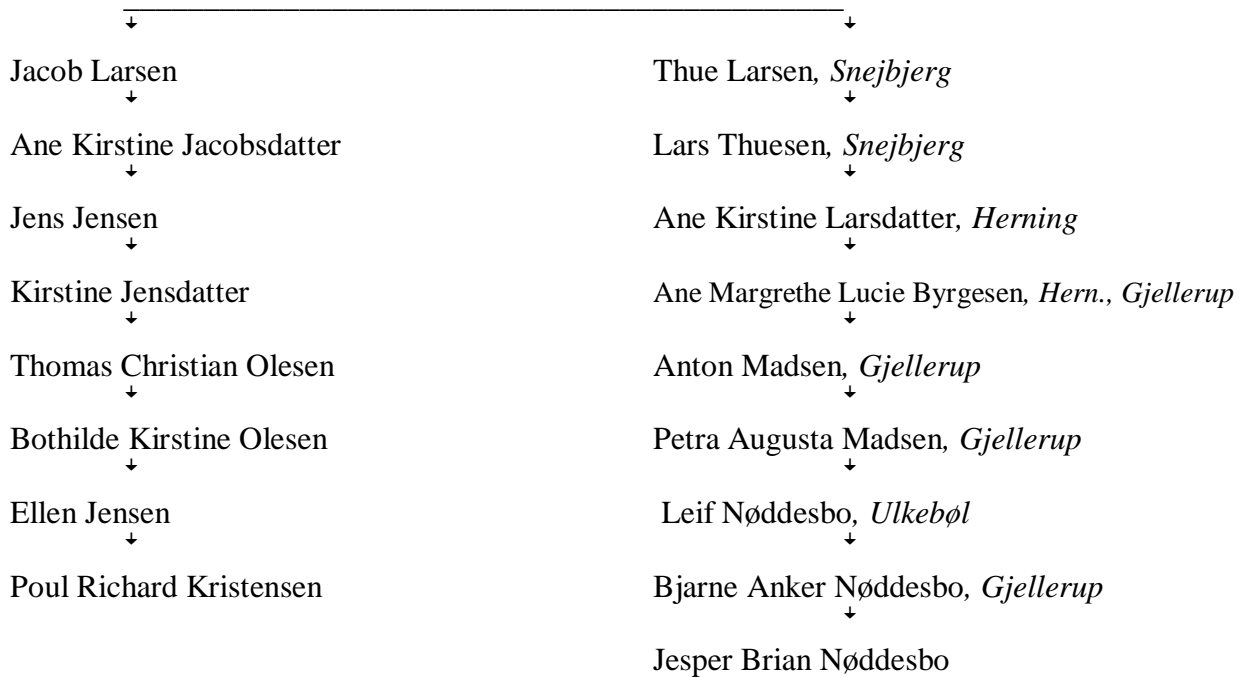 Jacob Larsen Thue Larsen, Snejbjerg
Ane Kirstine Jacobsdatter Lars Thuesen, Snejbjerg
Jens Jensen Ane Kirstine Larsdatter, Herning
Kirstine Jensdatter Ane Margrethe Lucie Byrgesen, Hern., Gjellerup
Thomas Christian Olesen Anton Madsen, Gjellerup
Bothilde Kirstine Olesen Petra Augusta Madsen, Gjellerup
Ellen Jensen Leif Nøddesbo, Ulkebøl
Poul Richard Kristensen Bjarne Anker Nøddesbo, Gjellerup
Jesper Brian Nøddesbo